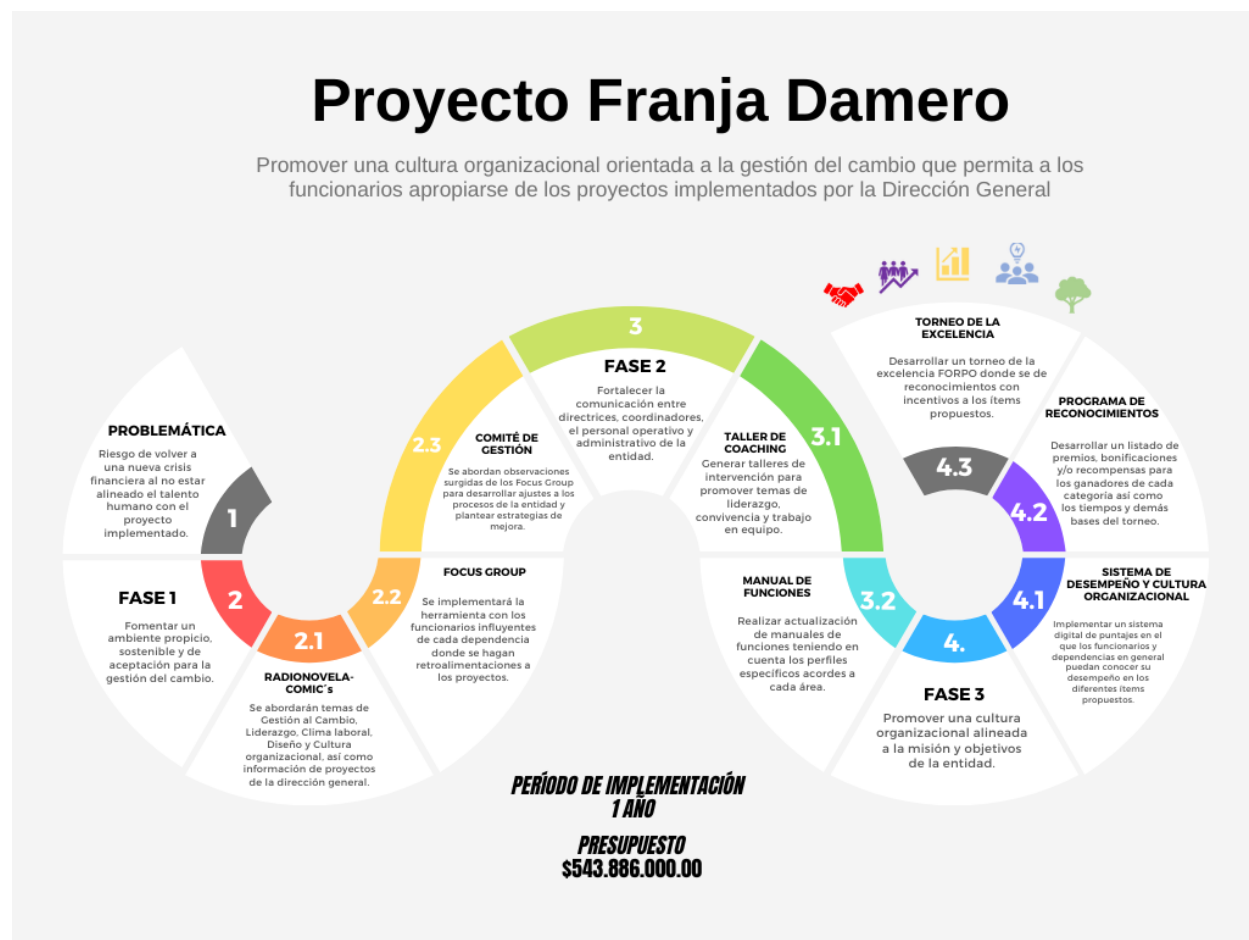 Proyecto Franja Damero
Promover una cultura organizacional orientada a la gestión del cambio que permita a los
funcionarios apropiarse de los proyectos implementados por la Dirección General
PROBLEMÁTICA
Riesgo de volver a
una nueva crisis
financiera al no estar
alineado el talento
humano con el
proyecto
implementado.
1
FASE 1
Fomentar un
ambiente propicio,
sostenible y de
aceptación para la
gestión del cambio.
2
2.1
RADIONOVELA-
COMIC´s
Se abordarán temas de
Gestión al Cambio,
Liderazgo, Clima laboral,
Diseño y Cultura
organizacional, así como
información de proyectos
de la dirección general.
2.2
FOCUS GROUP
Se implementará la
herramienta con los
funcionarios influyentes
de cada dependencia
donde se hagan
retroalimentaciones a
los proyectos.
2.3
COMITÉ DE
GESTIÓN
Se abordan observaciones
surgidas de los Focus Group
para desarrollar ajustes a los
procesos de la entidad y
plantear estrategias de
mejora.
3
FASE 2
Fortalecer la
comunicación entre
directrices, coordinadores,
el personal operativo y
administrativo de la
entidad.
3.1
TALLER DE
COACHING
Generar talleres de
intervención para
promover temas de
liderazgo,
convivencia y trabajo
en equipo.
3.2
MANUAL DE
FUNCIONES
Realizar actualización
de manuales de
funciones teniendo en
cuenta los perfiles
específicos acordes a
cada área.
4.
FASE 3
Promover una cultura
organizacional alineada
a la misión y objetivos
de la entidad.
4.1
SISTEMA DE
DESEMPEÑO Y CULTURA
ORGANIZACIONAL
Implementar un sistema
digital de puntajes en el
que los funcionarios y
dependencias en general
puedan conocer su
desempeño en los
diferentes ítems
propuestos.
4.2
PROGRAMA DE
RECONOCIMIENTOS
Desarrollar un listado de
premios, bonificaciones
y/o recompensas para
los ganadores de cada
categoría así como
los tiempos y demás
bases del torneo.
4.3
TORNEO DE LA
EXCELENCIA
Desarrollar un torneo de la
excelencia FORPO donde se de
reconocimientos con
incentivos a los ítems
propuestos.
PERÍODO DE IMPLEMENTACIÓN
1 AÑO
PRESUPUESTO
$543.886.000.00